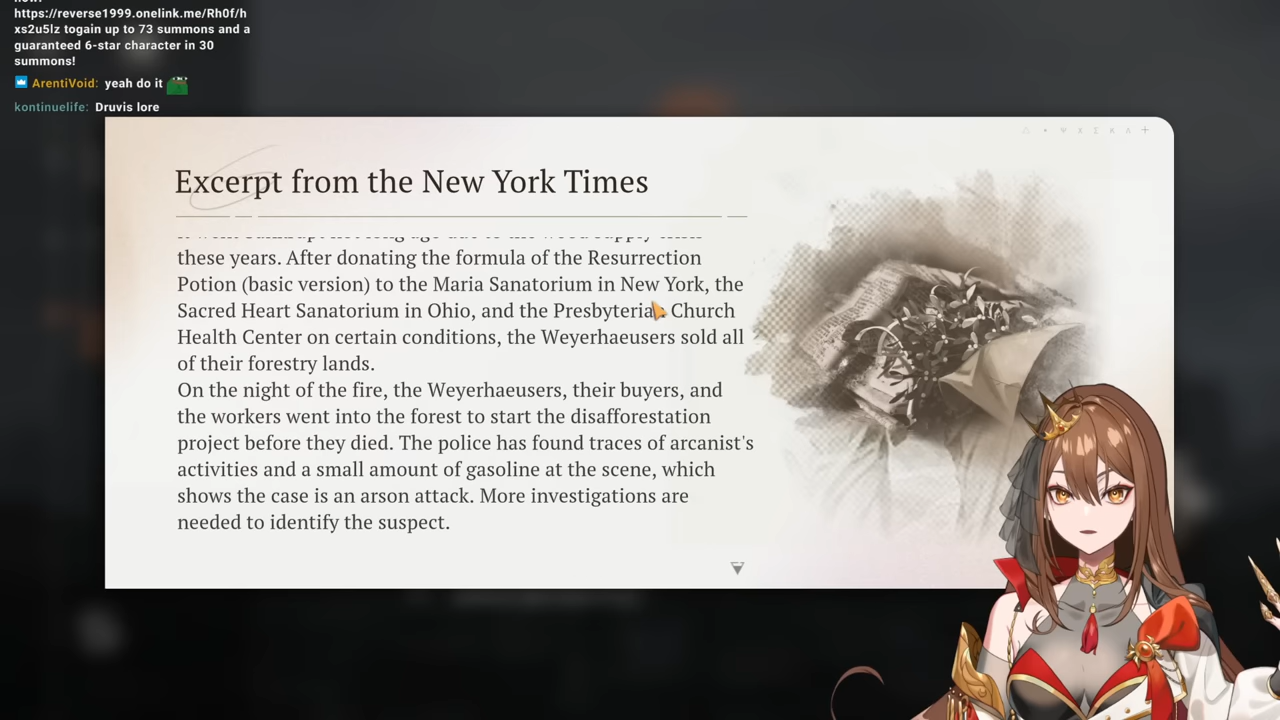 https://reverse1999.onelink.me/Rh0f/h
xs2u5lz togain up to 73 summons and a
guaranteed 6-star character in 30
summons!
ArentiVoid: yeah do it
kontinuelife: Druvis lore
Excerpt from the New York Times
these years. After donating the formula of the Resurrection
Potion (basic version) to the Maria Sanatorium in New York, the
Sacred Heart Sanatorium in Ohio, and the Presbyterian Church
Health Center on certain conditions, the Weyerhaeusers sold all
of their forestry lands.
On the night of the fire, the Weyerhaeusers, their buyers, and
the workers went into the forest to start the disafforestation
project before they died. The police has found traces of arcanist's
activities and a small amount of gasoline at the scene, which
shows the case is an arson attack. More investigations are
needed to identify the suspect.